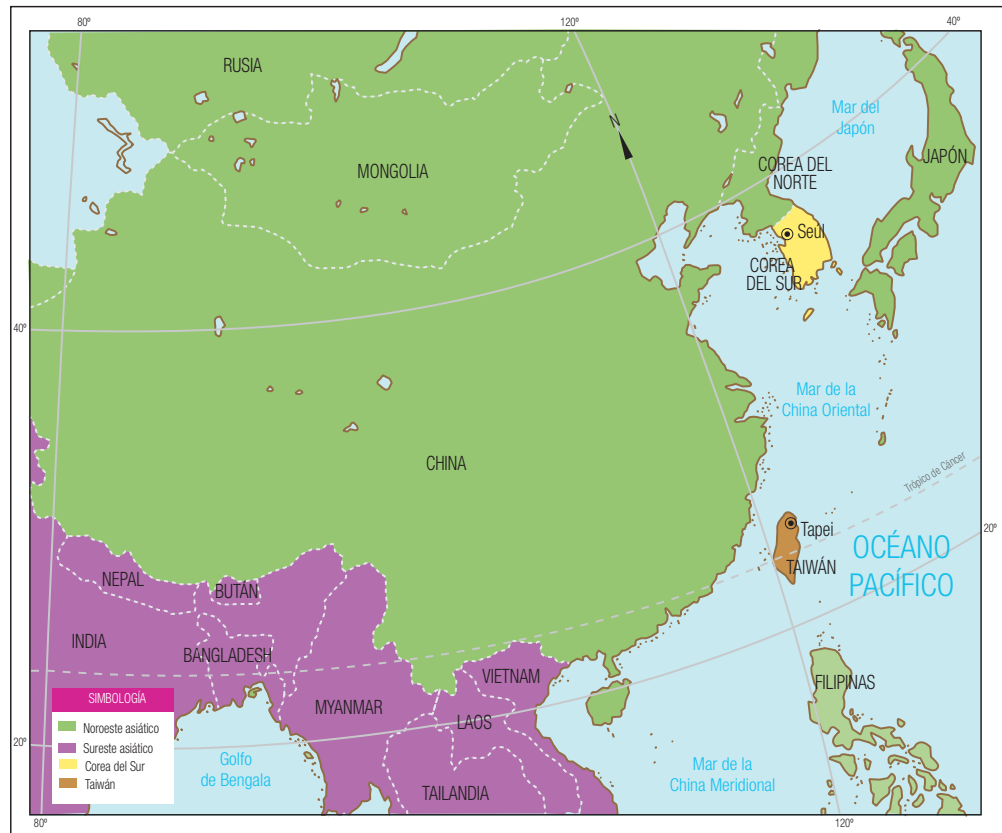 80º
120º
40º
RUSIA
Mar del
Japón
N
MONGOLIA
COREA DEL
NORTE
JAPÓN
Seúl
COREA
DEL SUR
40º
Mar de la
China Oriental
CHINA
Trópico de Cáncer
Tapei
20º
OCÉANO
PACÍFICO
TAIWÁN
NEPAL
BUTÁN
INDIA
BANGLADESH
VIETNAM
FILIPINAS
MYANMAR
LAOS
SIMBOLOGÍA
Noroeste asiático
Sureste asiático
Corea del Sur
Taiwán
20º
Golfo
de Bengala
Mar de la
China Meridional
TAILANDIA
80º
120º